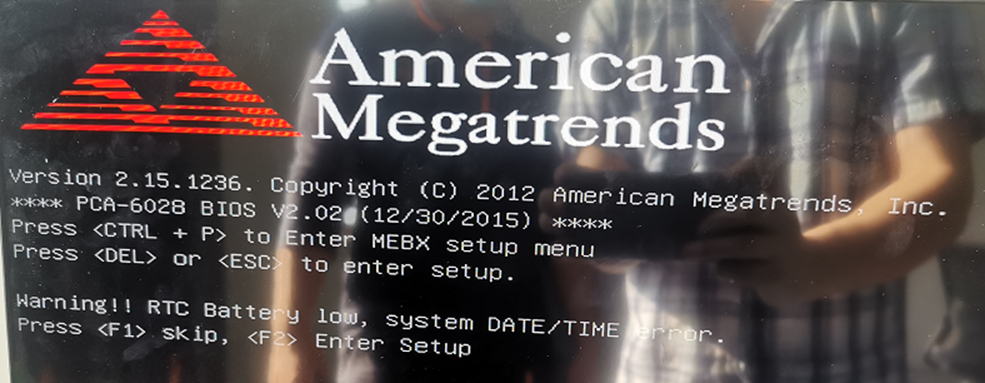 American
Megatrends
Version 2.15.1236. Copyright (C) 2012 American Megatrends, Inc.
**** PCA-6028 BIOS V2.02 (12/30/2015) ****
Press <CTRL + P> to Enter MEBX setup menu
Press <DEL> or <ESC> to enter setup.
Warning!! RTC Battery low, system DATE/TIME error.
Press <F1> skip, <F2> Enter Setup